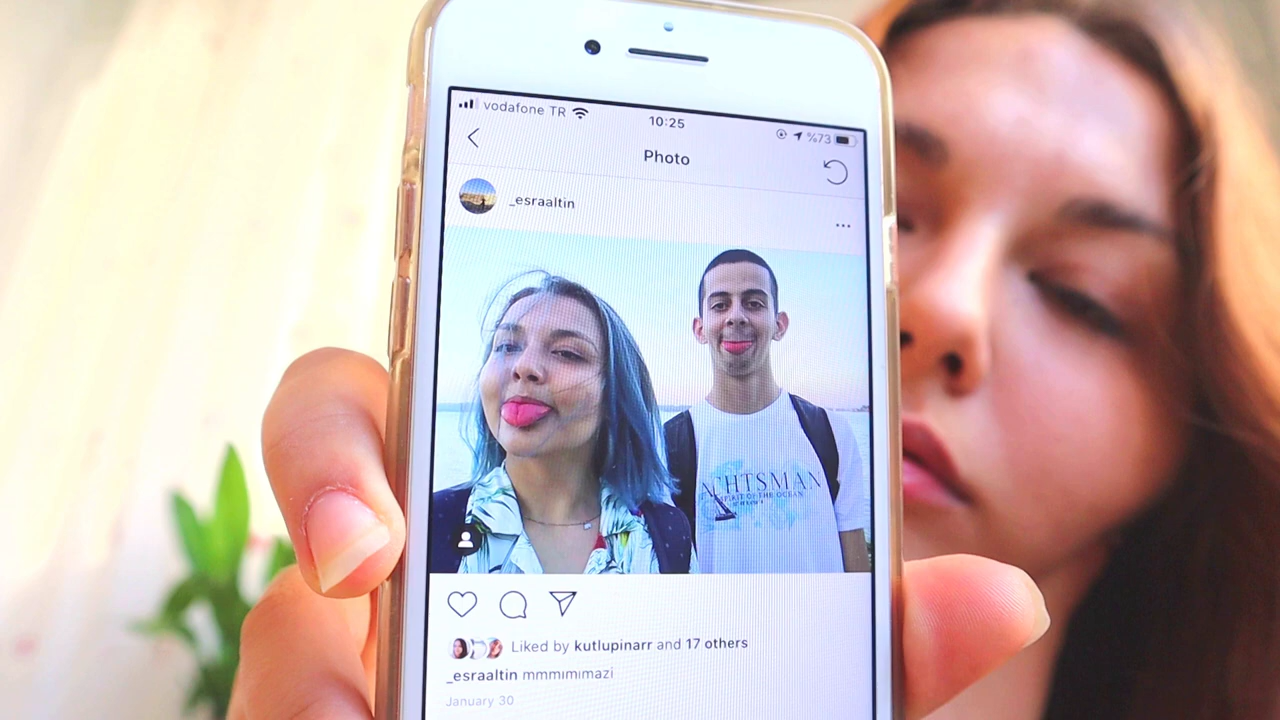 vodafone TR 10:25 %73
Photo
_esraaltin
ACHTSMAN
SPIRIT OF THE OCEAN
Liked by kutlupinarr and 17 others
_esraaltin mmmımımazi
January 30